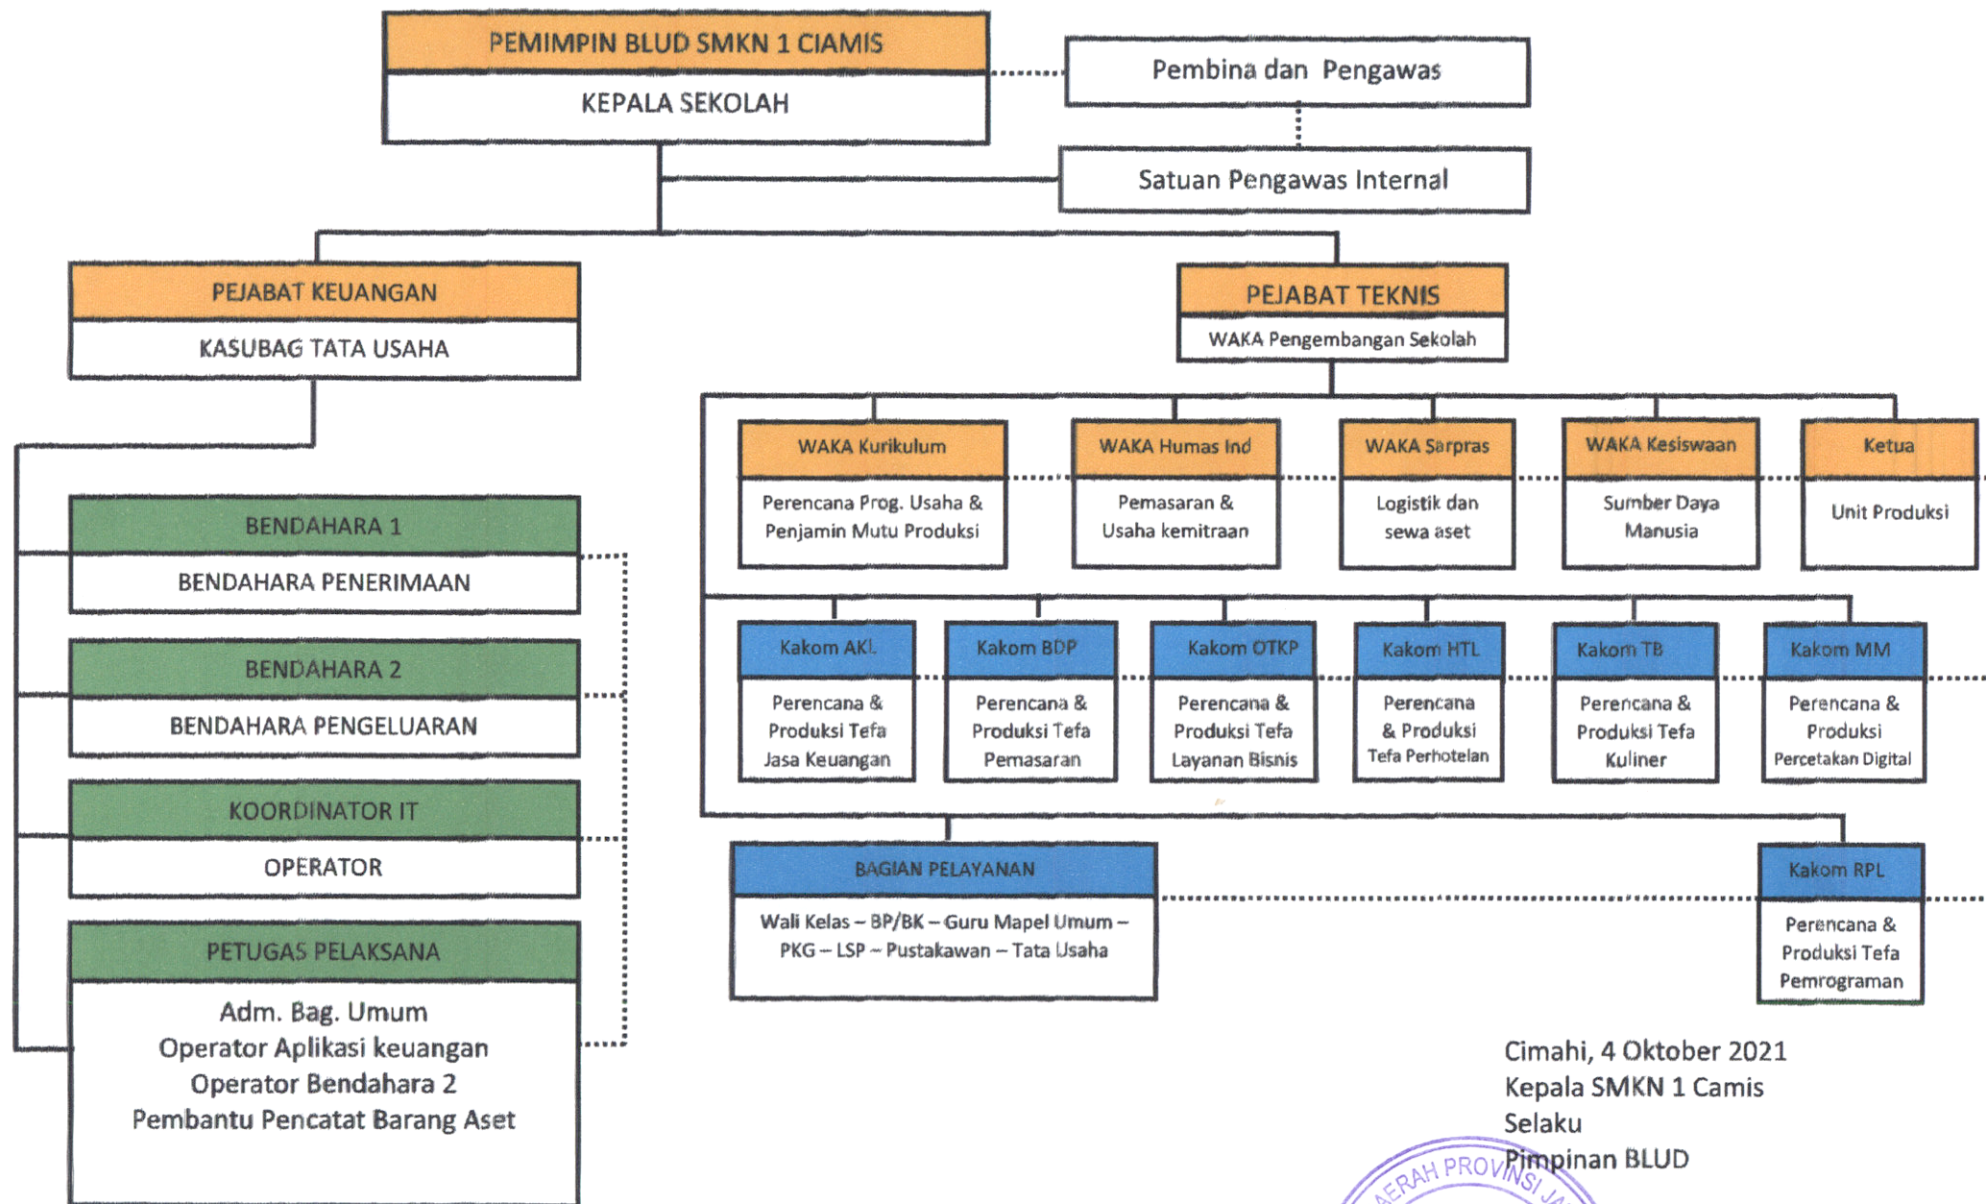 PEMIMPIN BLUD SMKN 1 CIAMIS
KEPALA SEKOLAH
Pembina dan Pengawas
Satuan Pengawas Internal
PEJABAT KEUANGAN
KASUBAG TATA USAHA
PEJABAT TEKNIS
WAKA Pengembangan Sekolah
BENDAHARA 1
BENDAHARA PENERIMAAN
BENDAHARA 2
BENDAHARA PENGELUARAN
KOORDINATOR IT
OPERATOR
PETUGAS PELAKSANA
Adm. Bag. Umum
Operator Aplikasi keuangan
Operator Bendahara 2
Pembantu Pencatat Barang Aset
WAKA Kurikulum
Perencana Prog. Usaha &
Penjamin Mutu Produksi
WAKA Humas Ind
Pemasaran &
Usaha kemitraan
WAKA Sarpras
Logistik dan
sewa aset
WAKA Kesiswaan
Sumber Daya
Manusia
Ketua
Unit Produksi
Kakom AKL
Perencana &
Produksi Tefa
Jasa Keuangan
Kakom BDP
Perencana &
Produksi Tefa
Pemasaran
Kakom OTKP
Perencana &
Produksi Tefa
Layanan Bisnis
Kakom HTL
Perencana
& Produksi
Tefa Perhotelan
Kakom TB
Perencana &
Produksi Tefa
Kuliner
Kakom MM
Perencana &
Produksi
Percetakan Digital
BAGIAN PELAYANAN
Wali Kelas – BP/BK – Guru Mapel Umum –
PKG – LSP – Pustakawan – Tata Usaha
Kakom RPL
Perencana &
Produksi Tefa
Pemrograman
Cimahi, 4 Oktober 2021
Kepala SMKN 1 Camis
Selaku
Pimpinan BLUD
AERAH PROVINSI JA